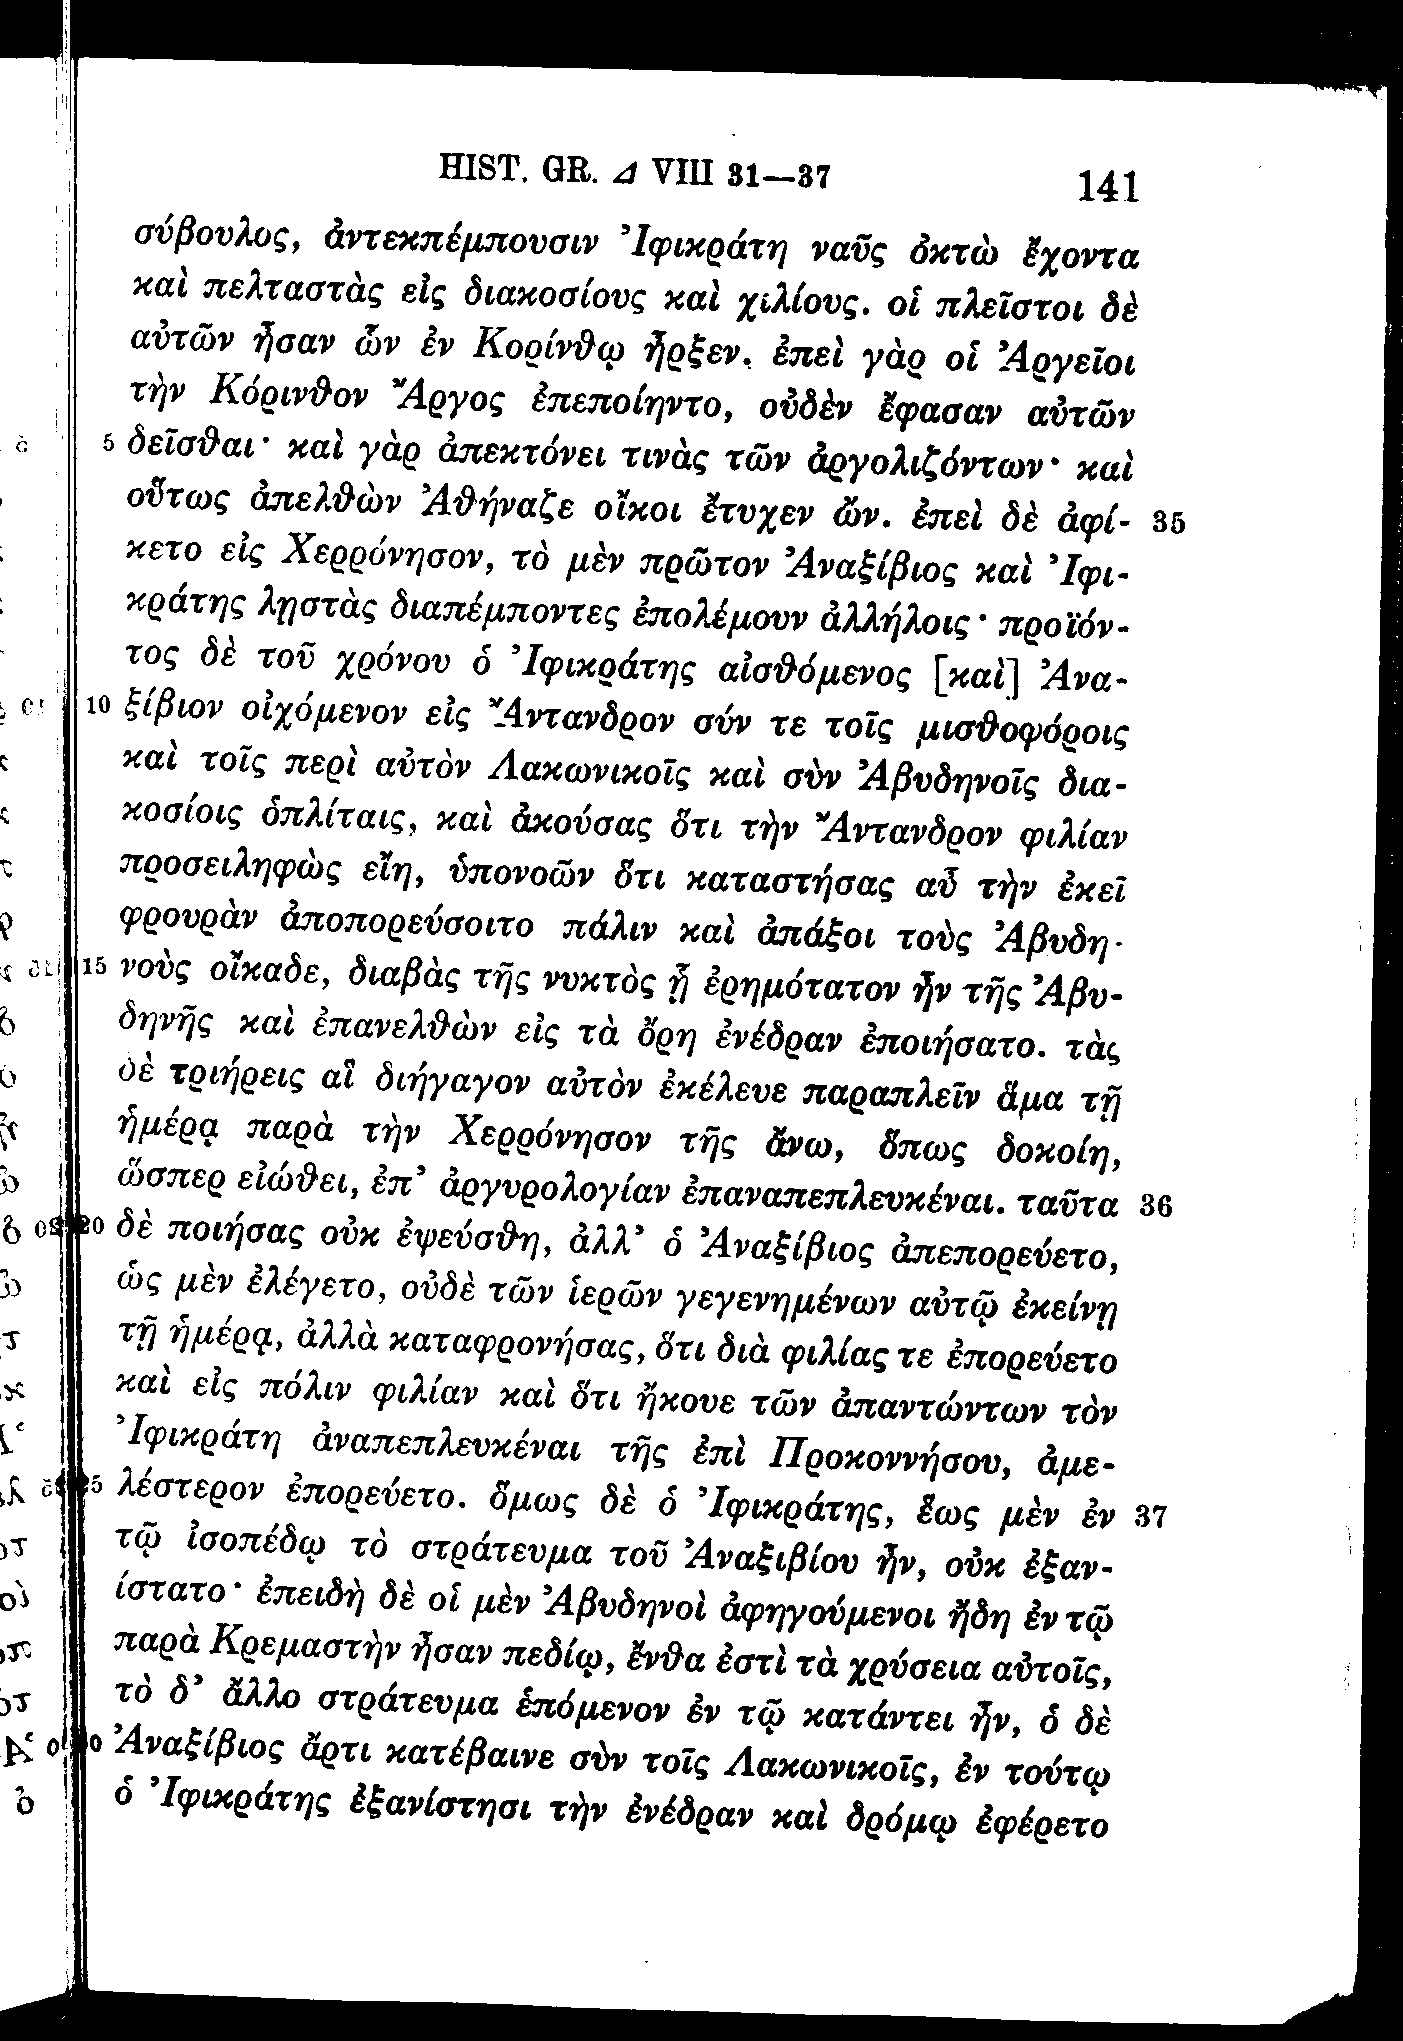 HIST. GR. Δ VIII 31—37 141
σύβουλος, ἀντεκπέμπουσιν Ἰφικράτη ναῦς ὀκτὼ ἔχοντα
καὶ πελταστὰς εἰς διακοσίους καὶ χιλίους. οἱ πλεῖστοι δὲ
αὐτῶν ἦσαν ὧν ἐν Κορίνθῳ ἦρξεν. ἐπεὶ γὰρ οἱ Ἀργεῖοι
τὴν Κόρινθον Ἄργος ἐπεποίηντο, οὐδὲν ἔφασαν αὐτῶν
5 δεῖσθαι· καὶ γὰρ ἀπεκτόνει τινὰς τῶν ἀργολιζόντων· καὶ
οὕτως ἀπελθὼν Ἀθήναζε οἴκοι ἔτυχεν ὤν. ἐπεὶ δὲ ἀφί- 35
κετο εἰς Χερρόνησον, τὸ μὲν πρῶτον Ἀναξίβιος καὶ Ἰφι-
κράτης λῃστὰς διαπέμποντες ἐπολέμουν ἀλλήλοις· προϊόν-
τος δὲ τοῦ χρόνου ὁ Ἰφικράτης αἰσθόμενος [καὶ] Ἀνα-
10 ξίβιον οἰχόμενον εἰς Ἄντανδρον σύν τε τοῖς μισθοφόροις
καὶ τοῖς περὶ αὐτὸν Λακωνικοῖς καὶ σὺν Ἀβυδηνοῖς δια-
κοσίοις ὁπλίταις, καὶ ἀκούσας ὅτι τὴν Ἄντανδρον φιλίαν
προσειληφὼς εἴη, ὑπονοῶν ὅτι καταστήσας αὖ τὴν ἐκεῖ
φρουρὰν ἀποπορεύσοιτο πάλιν καὶ ἀπάξοι τοὺς Ἀβυδη-
15 νοὺς οἴκαδε, διαβὰς τῆς νυκτὸς ᾗ ἐρημότατον ἦν τῆς Ἀβυ-
δηνῆς καὶ ἐπανελθὼν εἰς τὰ ὄρη ἐνέδραν ἐποιήσατο. τὰς
δὲ τριήρεις αἳ διήγαγον αὐτὸν ἐκέλευε παραπλεῖν ἅμα τῇ
ἡμέρᾳ παρὰ τὴν Χερρόνησον τῆς ἄνω, ὅπως δοκοίη,
ὥσπερ εἰώθει, ἐπ’ ἀργυρολογίαν ἐπαναπεπλευκέναι. ταῦτα 36
20 δὲ ποιήσας οὐκ ἐψεύσθη, ἀλλ’ ὁ Ἀναξίβιος ἀπεπορεύετο,
ὡς μὲν ἐλέγετο, οὐδὲ τῶν ἱερῶν γεγενημένων αὐτῷ ἐκείνῃ
τῇ ἡμέρᾳ, ἀλλὰ καταφρονήσας, ὅτι διὰ φιλίας τε ἐπορεύετο
καὶ εἰς πόλιν φιλίαν καὶ ὅτι ἤκουε τῶν ἀπαντώντων τὸν
Ἰφικράτη ἀναπεπλευκέναι τῆς ἐπὶ Προκοννήσου, ἀμε-
λέστερον ἐπορεύετο. ὅμως δὲ ὁ Ἰφικράτης, ἕως μὲν ἐν 37
τῷ ἰσοπέδῳ τὸ στράτευμα τοῦ Ἀναξιβίου ἦν, οὐκ ἐξαν-
ίστατο· ἐπειδὴ δὲ οἱ μὲν Ἀβυδηνοὶ ἀφηγούμενοι ἤδη ἐν τῷ
παρὰ Κρεμαστὴν ἦσαν πεδίῳ, ἔνθα ἐστὶ τὰ χρύσεια αὐτοῖς,
τὸ δ’ ἄλλο στράτευμα ἑπόμενον ἐν τῷ κατάντει ἦν, ὁ δὲ
Ἀναξίβιος ἄρτι κατέβαινε σὺν τοῖς Λακωνικοῖς, ἐν τούτῳ
ὁ Ἰφικράτης ἐξανίστησι τὴν ἐνέδραν καὶ δρόμῳ ἐφέρετο